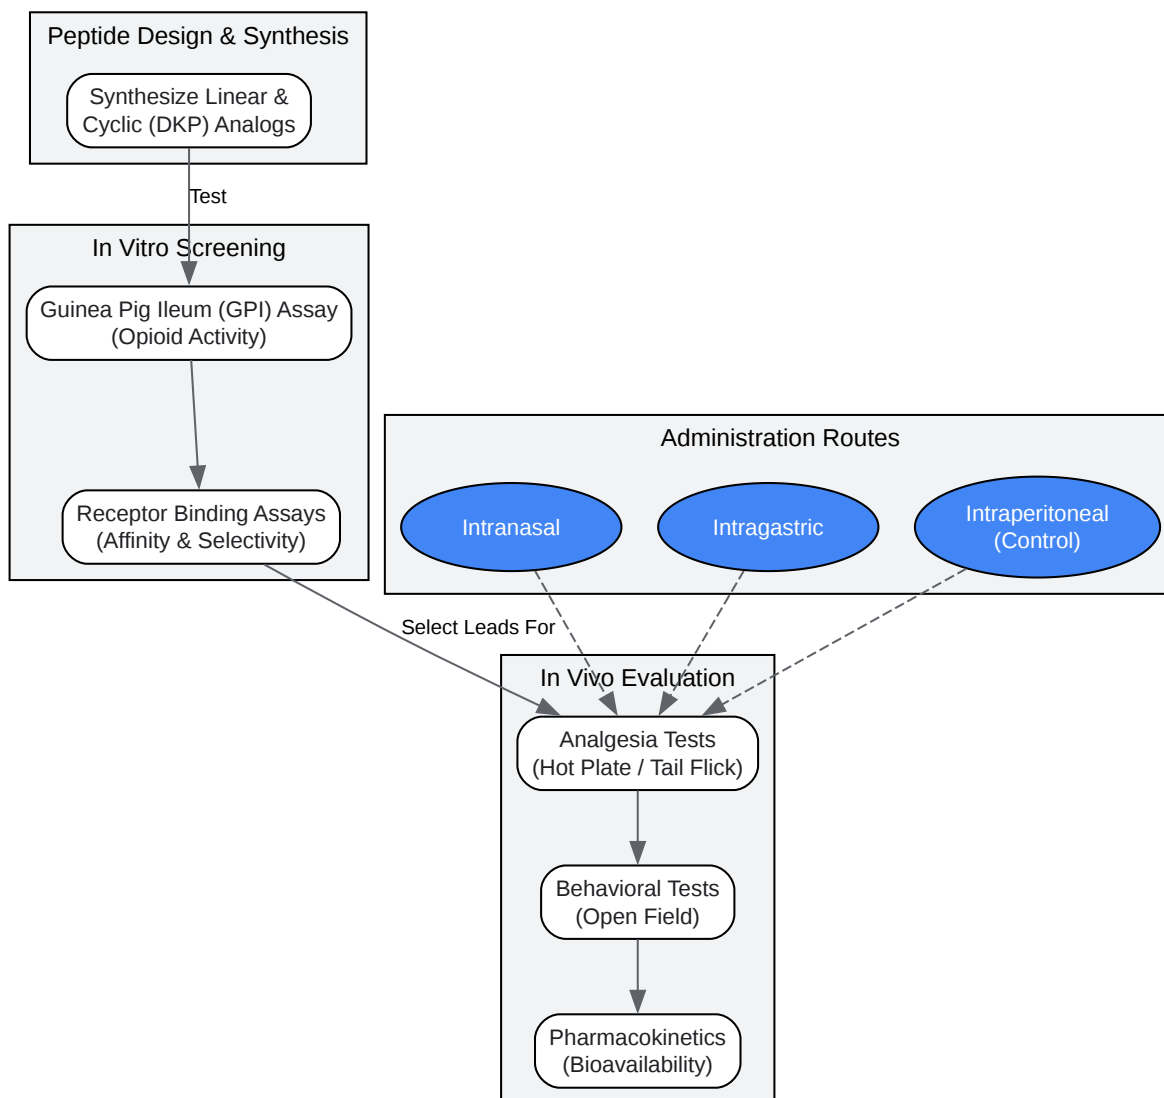 Peptide Design & Synthesis
Synthesize Linear &
Cyclic (DKP) Analogs
Test
In Vitro Screening
Guinea Pig Ileum (GPI) Assay
(Opioid Activity)
Receptor Binding Assays
(Affinity & Selectivity)
Administration Routes
Intranasal
Intragastric
Intraperitoneal
(Control)
Select Leads For
In Vivo Evaluation
Analgesia Tests
(Hot Plate / Tail Flick)
Behavioral Tests
(Open Field)
Pharmacokinetics
(Bioavailability)